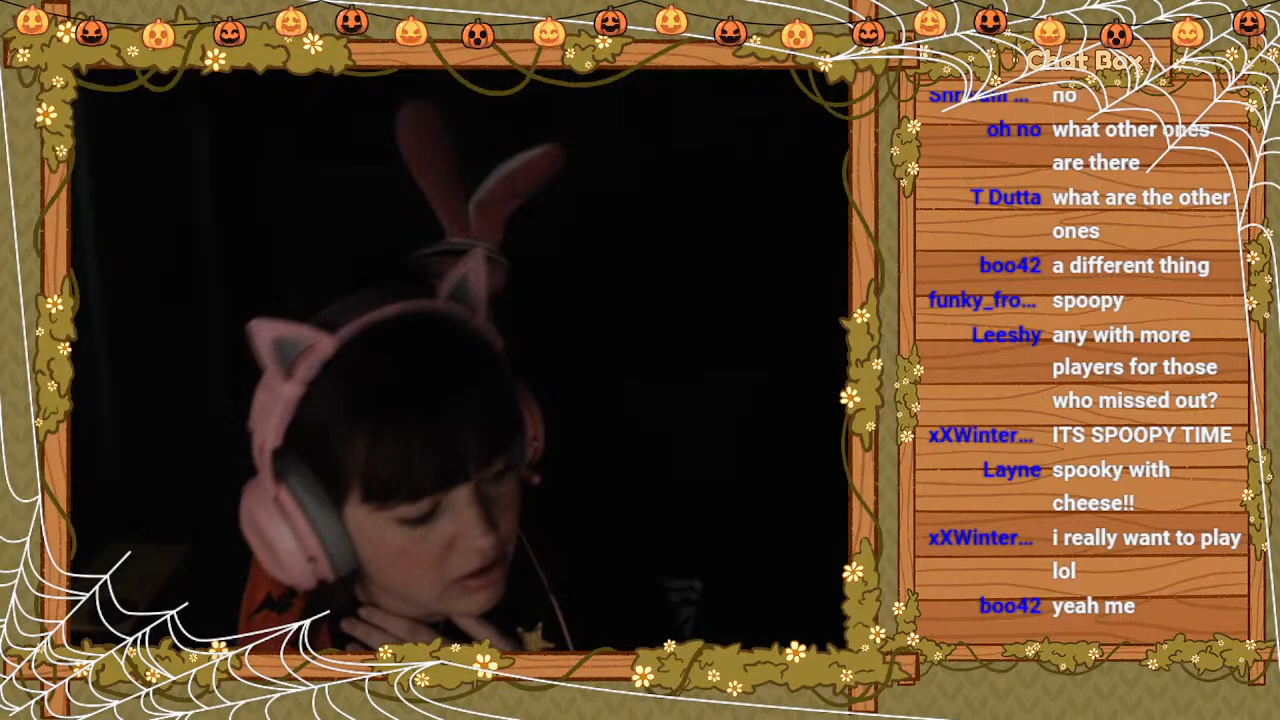 Chat Box
no
oh no what other ones
are there
T Dutta what are the other
ones
boo42 a different thing
funky_fro... spoopy
Leeshy any with more
players for those
who missed out?
xXWinter... ITS SPOOPY TIME
Layne spooky with
cheese!!
xXWinter... i really want to play
lol
boo42 yeah me